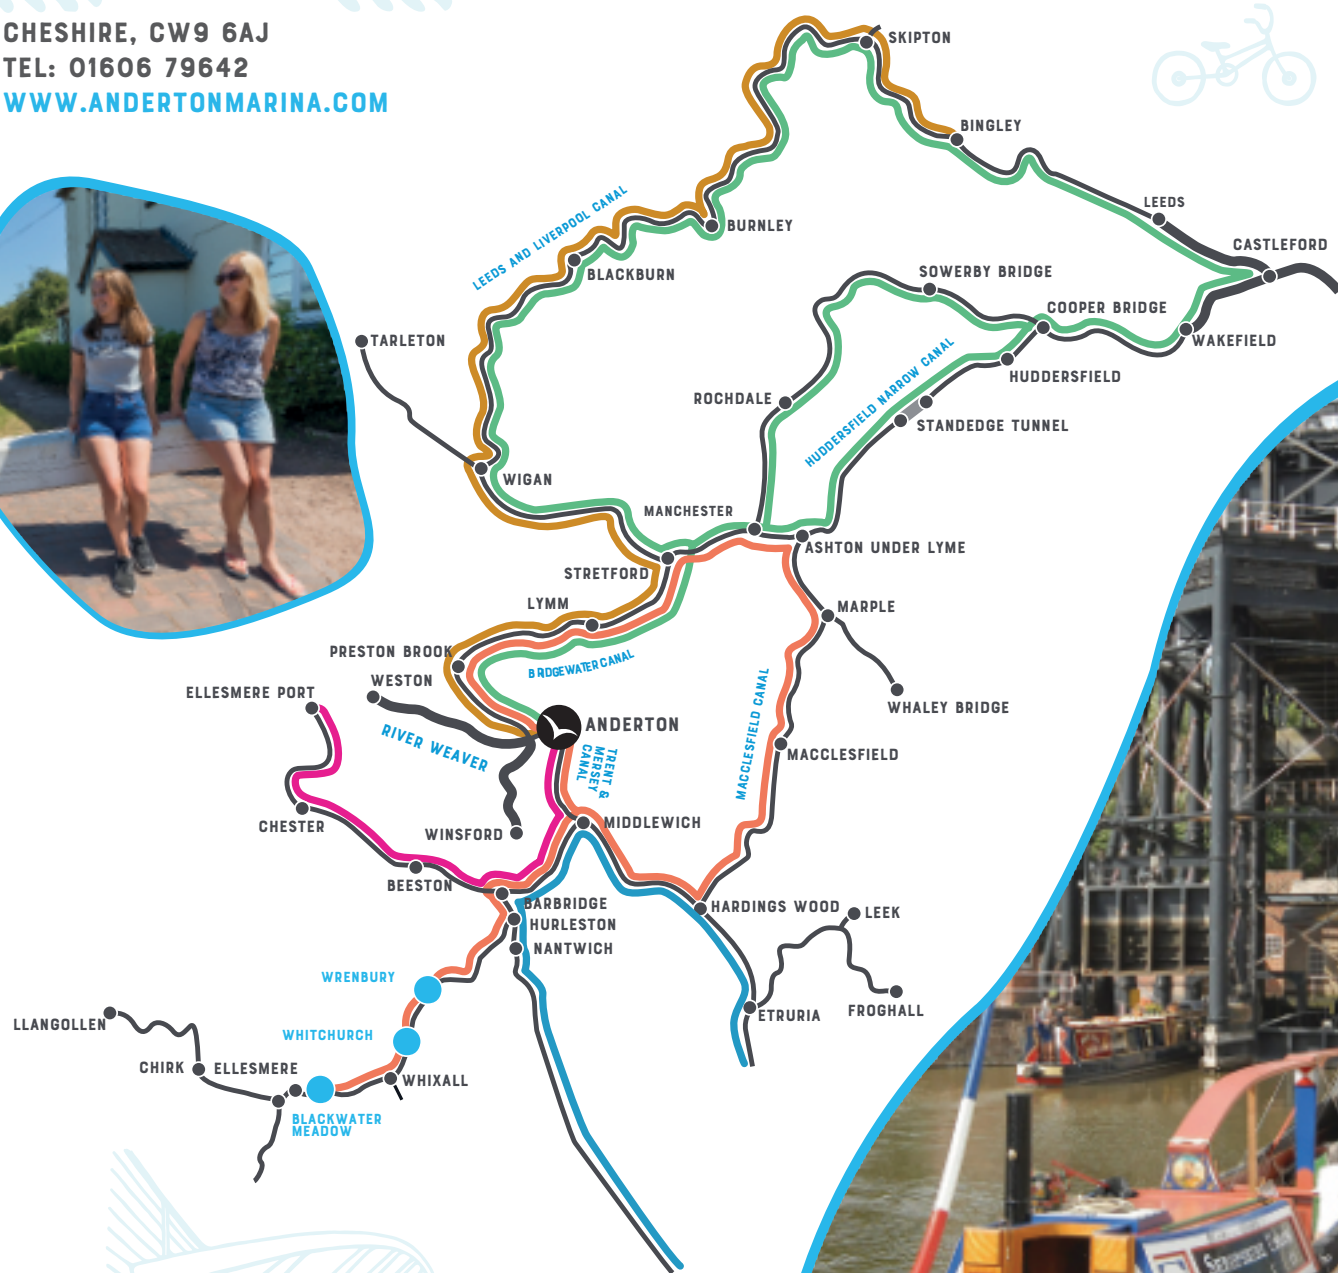 CHESHIRE, CW9 6AJ
TEL: 01606 79642
WWW.ANDERTONMARINA.COM
SKIPTON
BINGLEY
LEEDS
CASTLEFORD
LEEDS AND LIVERPOOL CANAL
BURNLEY
BLACKBURN
SOWERBY BRIDGE
COOPER BRIDGE
WAKEFIELD
TARLETON
HUDDERSFIELD
ROCHDALE
HUDDERSFIELD NARROW CANAL
STANDEDGE TUNNEL
WIGAN
MANCHESTER
ASHTON UNDER LYME
STRETFORD
LYMM
MARPLE
PRESTON BROOK
BRIDGEWATER CANAL
WESTON
ELLESMERE PORT
WHALEY BRIDGE
ANDERTON
RIVER WEAVER
TRENT &
MERSEY
CANAL
MACCLESFIELD CANAL
MACCLESFIELD
CHESTER
WINSFORD
MIDDLEWICH
BEESTON
BARBRIDGE
HARDINGS WOOD
LEEK
HURLESTON
NANTWICH
WRENBURY
FROGHALL
ETRURIA
LLANGOLLEN
WHITCHURCH
CHIRK
ELLESMERE
WHIXALL
BLACKWATER
MEADOW